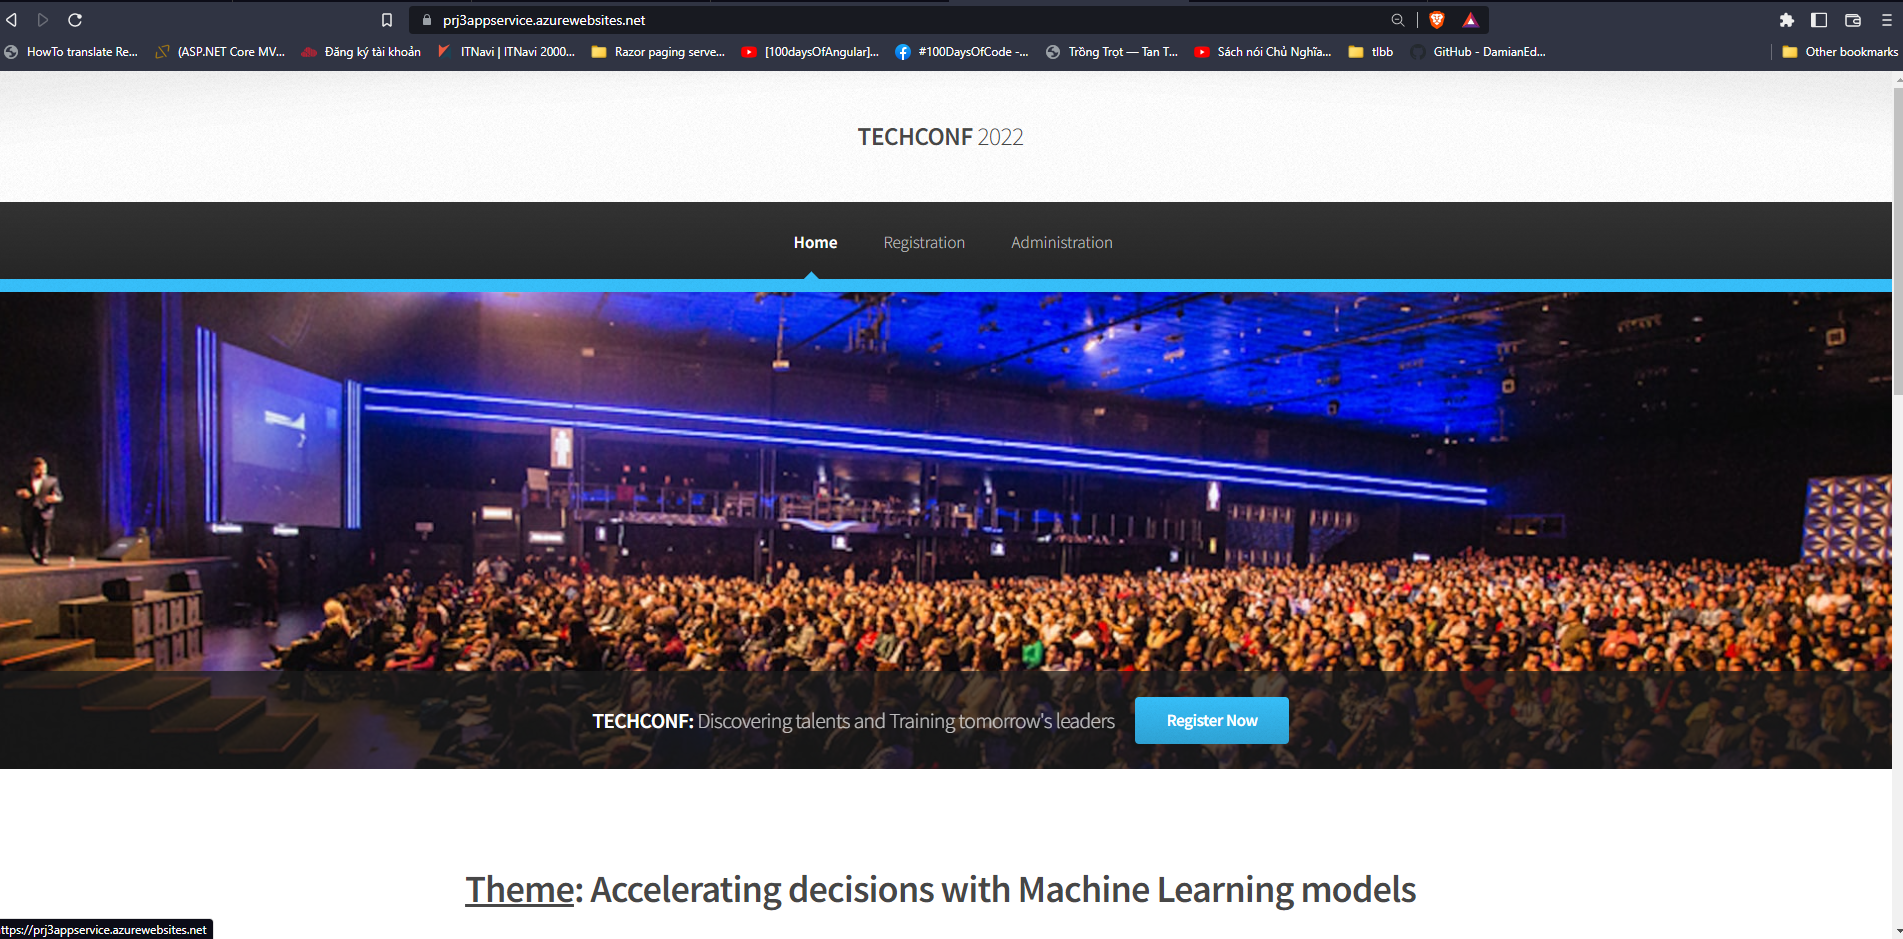 prj3appservice.azurewebsites.net
HowTo translate Re... (ASP.NET Core MV... Đăng ký tài khoản ITNavi | ITNavi 2000... Razor paging serve... [100daysOfAngular]... #100DaysOfCode -... Trồng Trọt — Tan T... Sách nói Chủ Nghĩa... tlbb GitHub - DamianEd... Other bookmarks
TECHCONF 2022
Home Registration Administration
TECHCONF: Discovering talents and Training tomorrow's leaders Register Now
Theme: Accelerating decisions with Machine Learning models
ttps://prj3appservice.azurewebsites.net